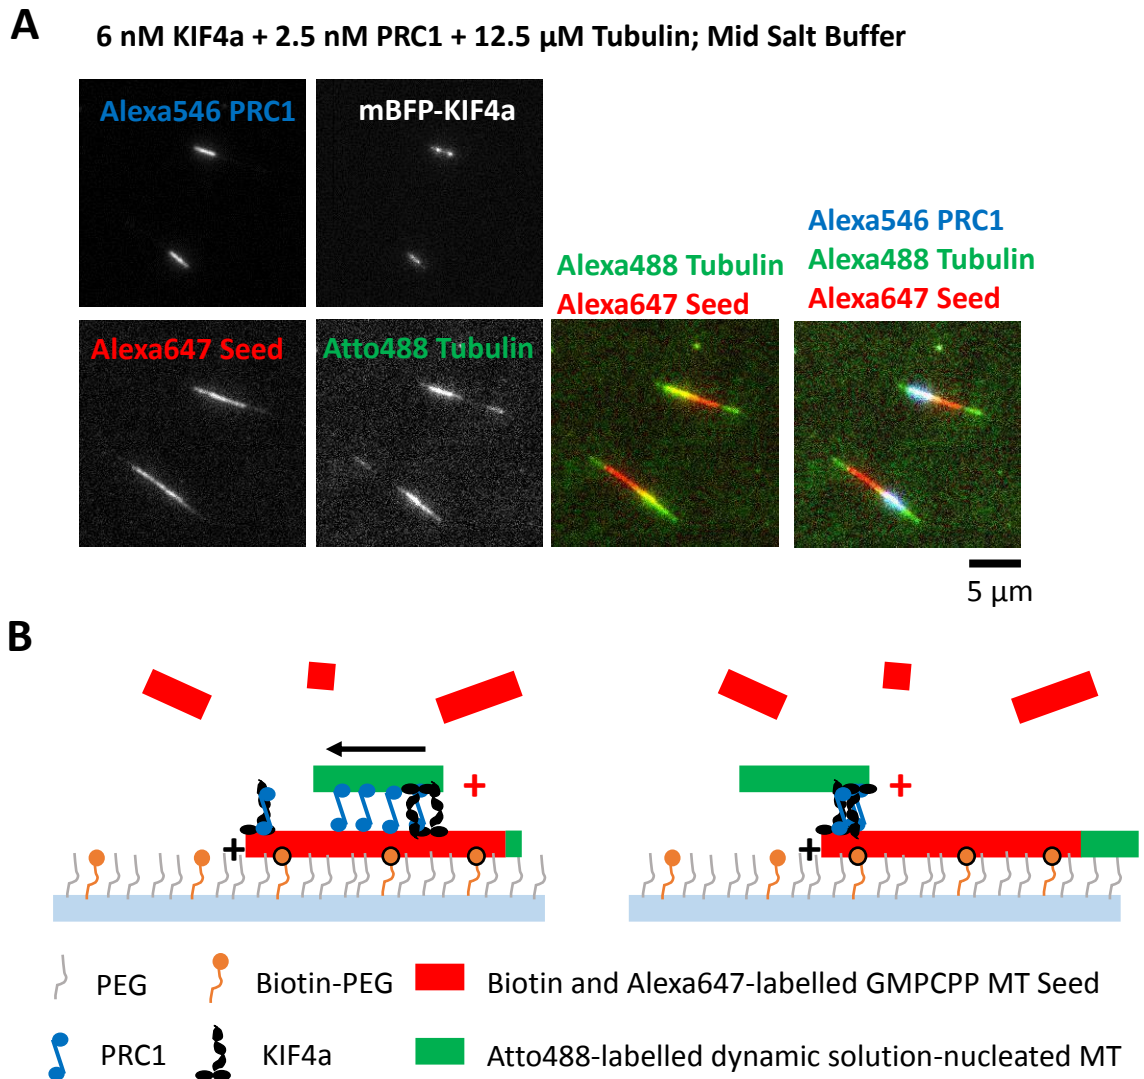 A
6 nM KIF4a + 2.5 nM PRC1 + 12.5 µM Tubulin; Mid Salt Buffer
Alexa546 PRC1
mBFP-KIF4a
Alexa647 Seed
Atto488 Tubulin
Alexa488 Tubulin
Alexa647 Seed
Alexa546 PRC1
Alexa488 Tubulin
Alexa647 Seed
5 µm
B
+
+
+
+
PEG
Biotin-PEG
Biotin and Alexa647-labelled GMPCPP MT Seed
PRC1
KIF4a
Atto488-labelled dynamic solution-nucleated MT